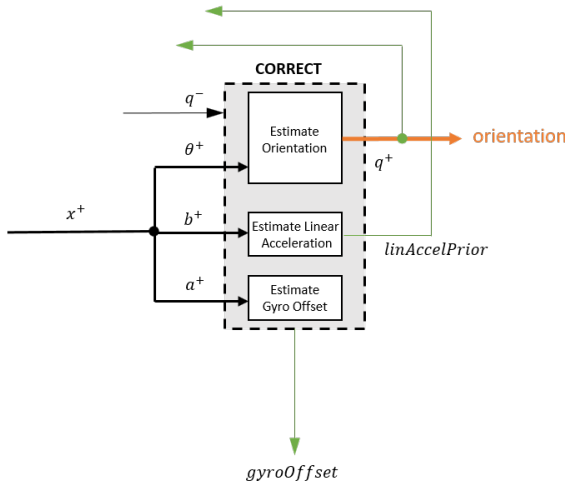 CORRECT
q⁻
Estimate
Orientation
orientation
θ⁺
q⁺
x⁺
b⁺
Estimate Linear
Acceleration
linAccelPrior
a⁺
Estimate
Gyro Offset
gyroOffset